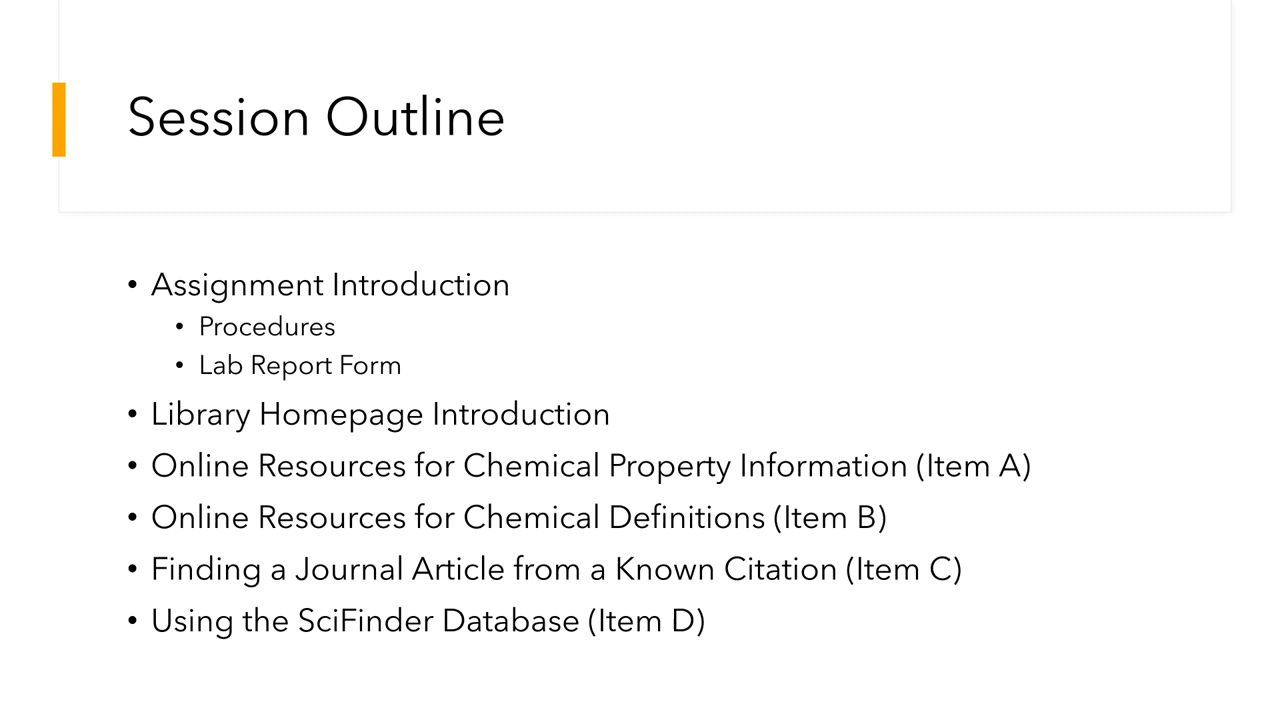 Session Outline
• Assignment Introduction
• Procedures
• Lab Report Form
• Library Homepage Introduction
• Online Resources for Chemical Property Information (Item A)
• Online Resources for Chemical Definitions (Item B)
• Finding a Journal Article from a Known Citation (Item C)
• Using the SciFinder Database (Item D)